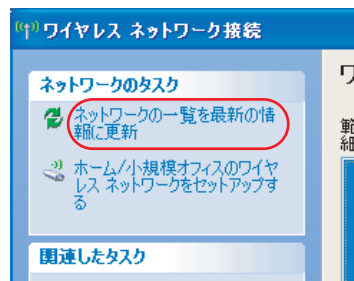 ワイヤレス ネットワーク接続
ネットワークのタスク
ネットワークの一覧を最新の情
報に更新
ホーム/小規模オフィスのワイヤ
レス ネットワークをセットアップす
る
関連したタスク
ワ
範
細